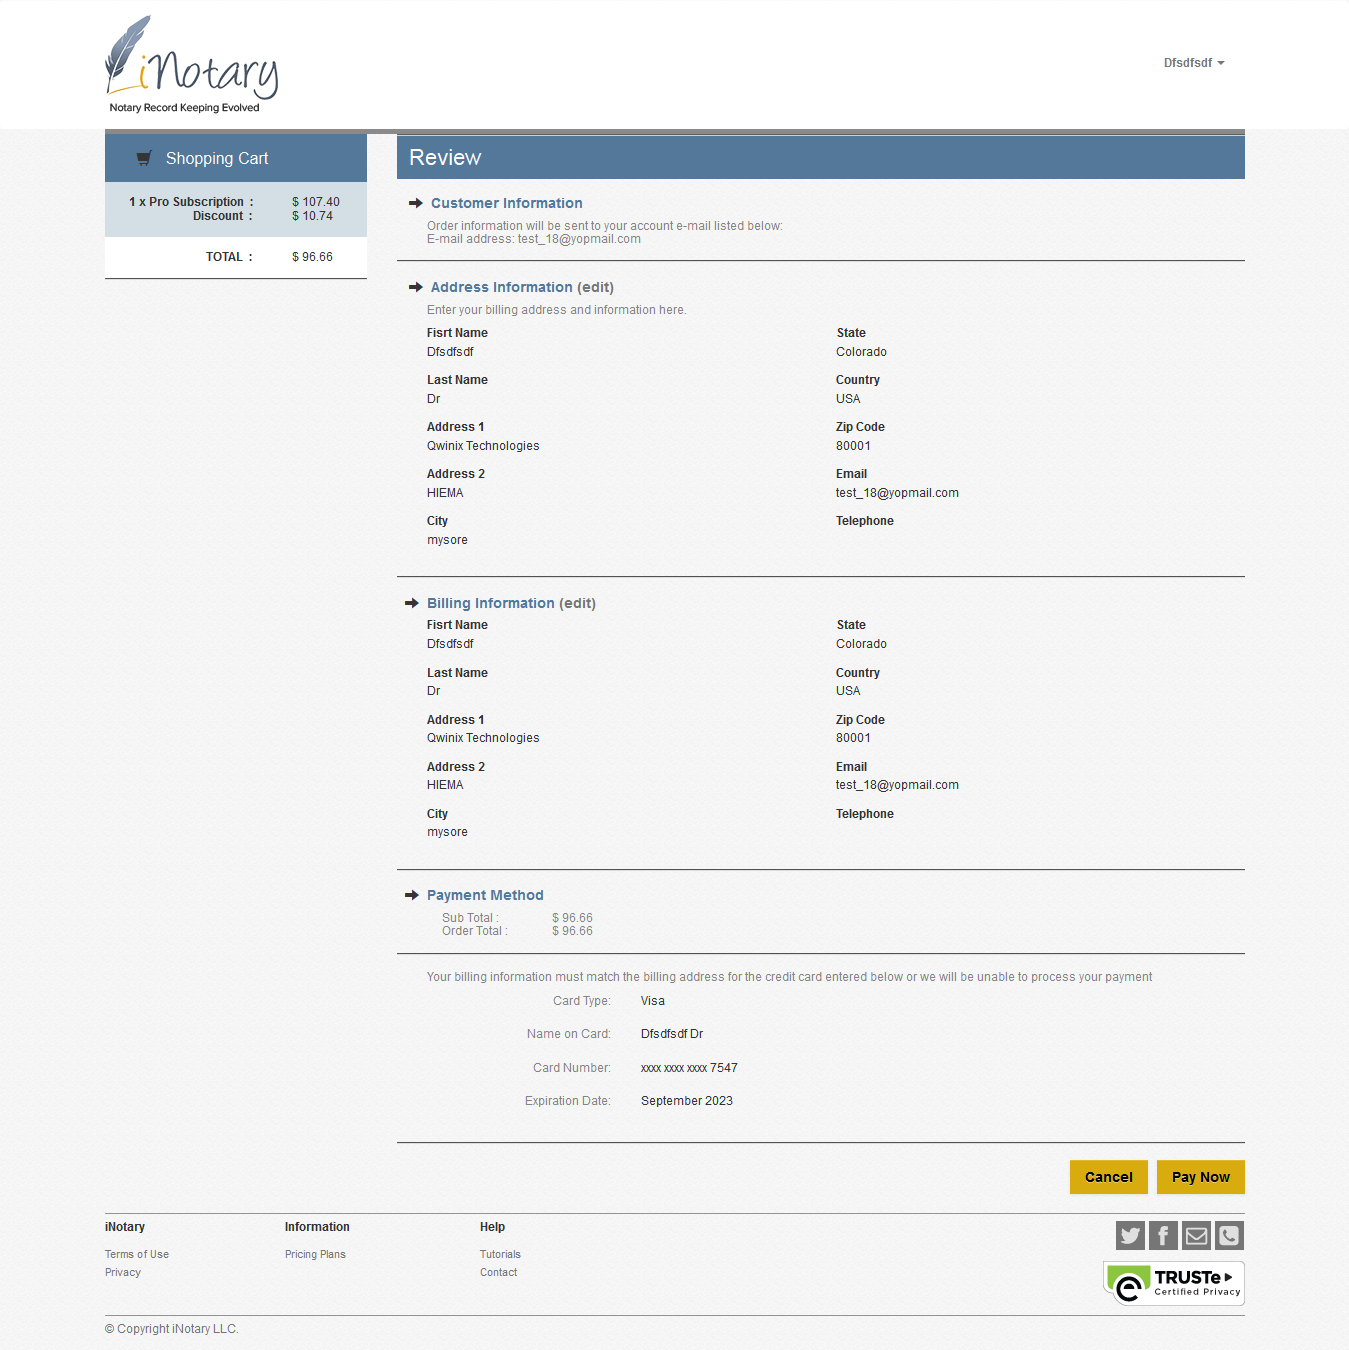 iNotary
Notary Record Keeping Evolved
Dfsdfsdf
Shopping Cart
1 x Pro Subscription : $ 107.40
Discount : $ 10.74
TOTAL : $ 96.66
Review
Customer Information
Order information will be sent to your account e-mail listed below:
E-mail address: test_18@yopmail.com
Address Information (edit)
Enter your billing address and information here.
Fisrt Name
Dfsdfsdf
Last Name
Dr
Address 1
Qwinix Technologies
Address 2
HIEMA
City
mysore
State
Colorado
Country
USA
Zip Code
80001
Email
test_18@yopmail.com
Telephone
Billing Information (edit)
Fisrt Name
Dfsdfsdf
Last Name
Dr
Address 1
Qwinix Technologies
Address 2
HIEMA
City
mysore
State
Colorado
Country
USA
Zip Code
80001
Email
test_18@yopmail.com
Telephone
Payment Method
Sub Total : $ 96.66
Order Total : $ 96.66
Your billing information must match the billing address for the credit card entered below or we will be unable to process your payment
Card Type: Visa
Name on Card: Dfsdfsdf Dr
Card Number: xxxx xxxx xxxx 7547
Expiration Date: September 2023
Cancel
Pay Now
iNotary
Terms of Use
Privacy
Information
Pricing Plans
Help
Tutorials
Contact
TRUSTe
Certified Privacy
© Copyright iNotary LLC.